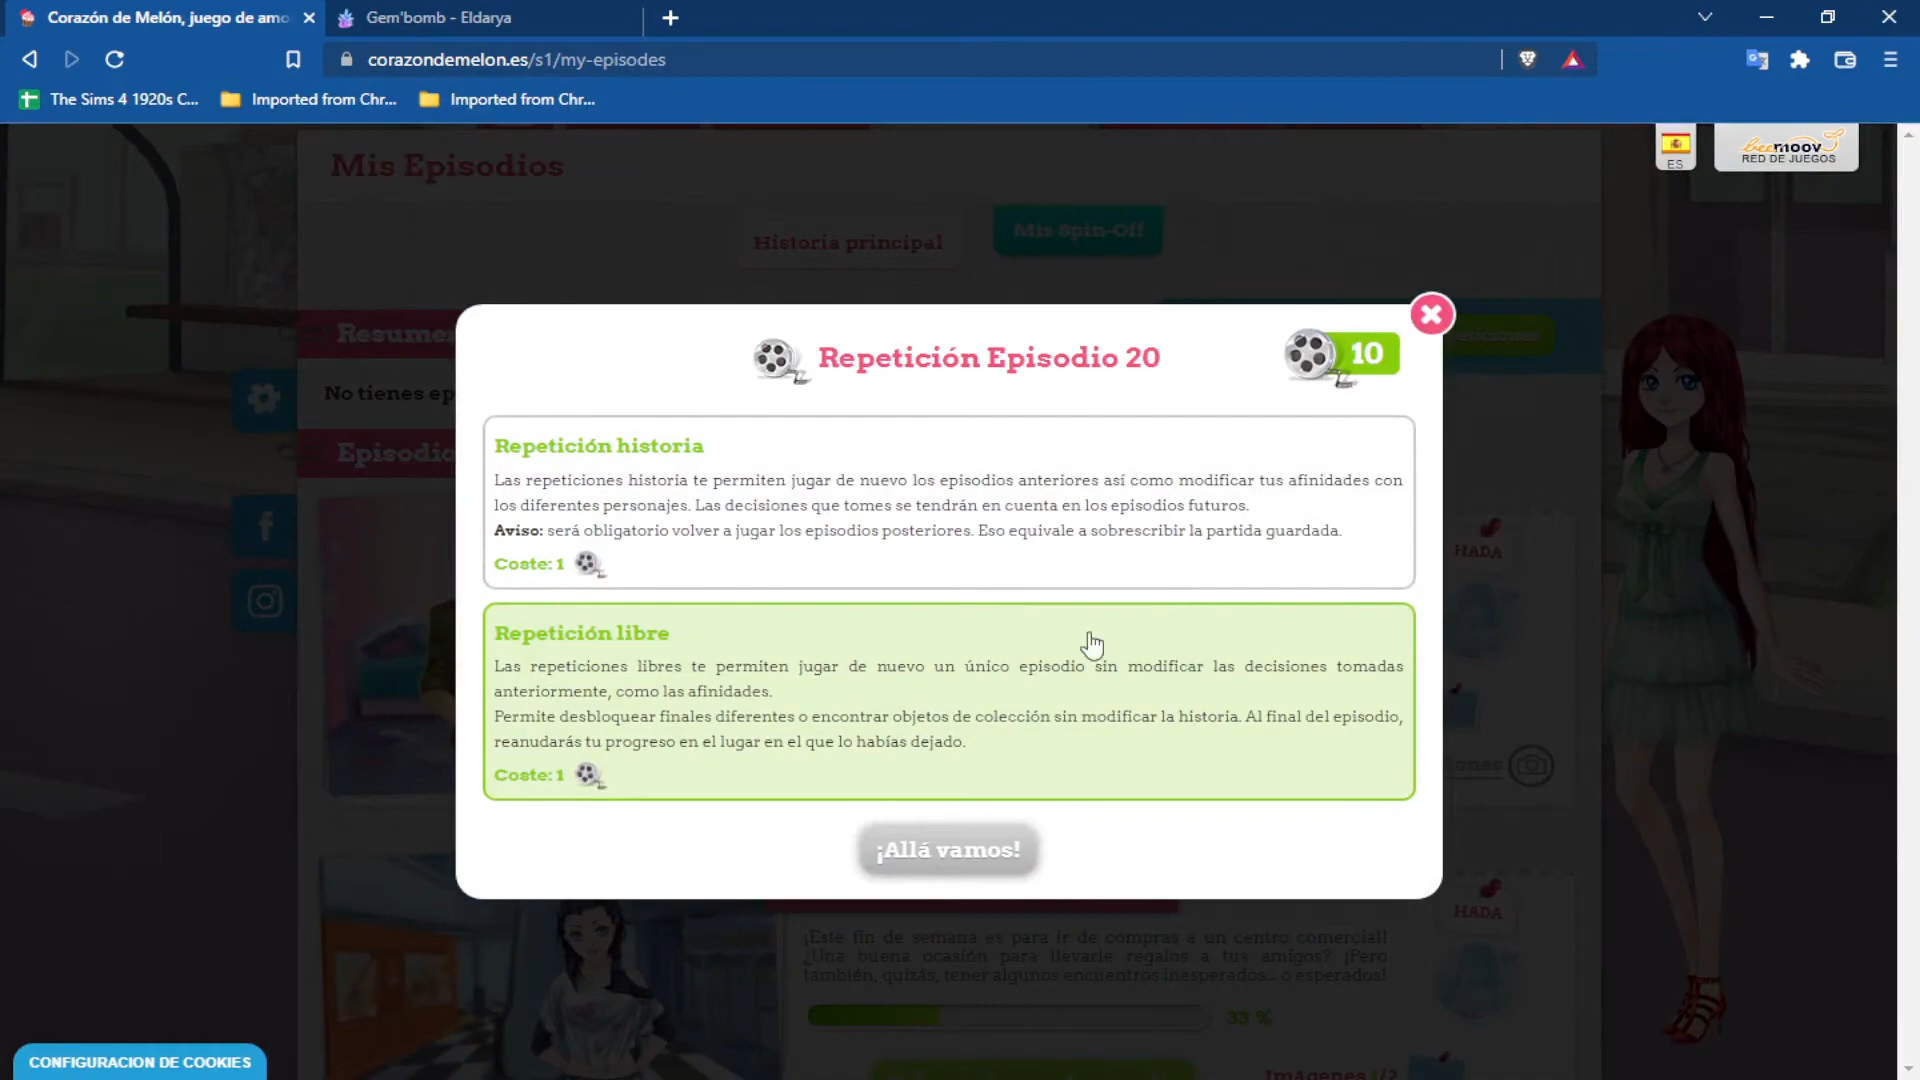 Corazón de Melón, juego de amo
Gem'bomb - Eldarya
corazondemelon.es/s1/my-episodes
The Sims 4 1920s C...
Imported from Chr...
Imported from Chr...
ES
beemoov
RED DE JUEGOS
Mis Episodios
Historia principal
Mis Spin-Off
Resume
No tienes ep
Episodio
Repetición Episodio 20
10
Repetición historia
Las repeticiones historia te permiten jugar de nuevo los episodios anteriores así como modificar tus afinidades con
los diferentes personajes. Las decisiones que tomes se tendrán en cuenta en los episodios futuros.
Aviso: será obligatorio volver a jugar los episodios posteriores. Eso equivale a sobrescribir la partida guardada.
Coste: 1
Repetición libre
Las repeticiones libres te permiten jugar de nuevo un único episodio sin modificar las decisiones tomadas
anteriormente, como las afinidades.
Permite desbloquear finales diferentes o encontrar objetos de colección sin modificar la historia. Al final del episodio,
reanudarás tu progreso en el lugar en el que lo habías dejado.
Coste: 1
¡Allá vamos!
HADA
HADA
¡Este fin de semana es para ir de compras a un centro comercial!
¿Una buena ocasión para llevarle regalos a tus amigos? ¡Pero
también, quizás, tener algunos encuentros inesperados... o esperados!
33 %
Imágenes 1/2
CONFIGURACION DE COOKIES